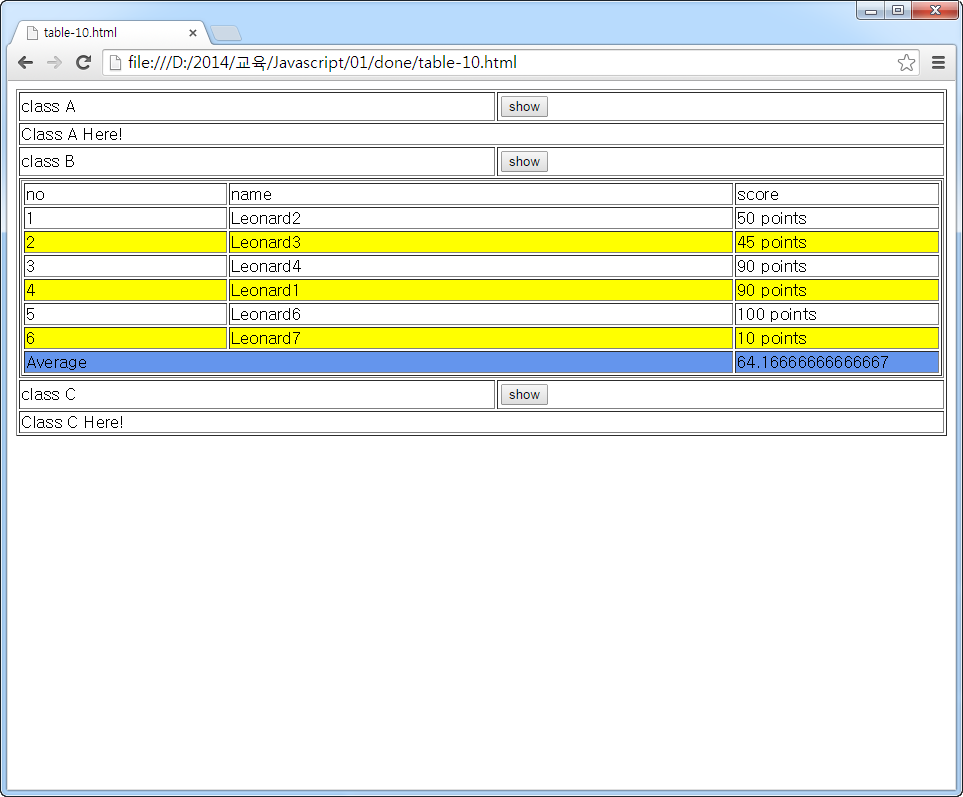 table-10.html
file:///D:/2014/교육/Javascript/01/done/table-10.html
class A show
Class A Here!
class B show
no name score
1 Leonard2 50 points
2 Leonard3 45 points
3 Leonard4 90 points
4 Leonard1 90 points
5 Leonard6 100 points
6 Leonard7 10 points
Average 64.16666666666667
class C show
Class C Here!